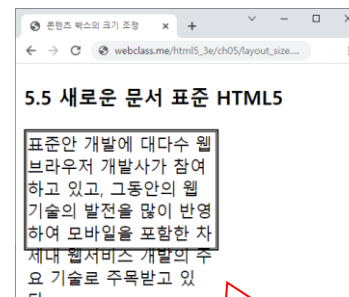 콘텐츠 박스의 크기 조정
webclass.me/html5_3e/ch05/layout_size....
5.5 새로운 문서 표준 HTML5
표준안 개발에 대다수 웹
브라우저 개발사가 참여
하고 있고, 그동안의 웹
기술의 발전을 많이 반영
하여 모바일을 포함한 차
세대 웹서비스 개발의 주
요 기술로 주목받고 있